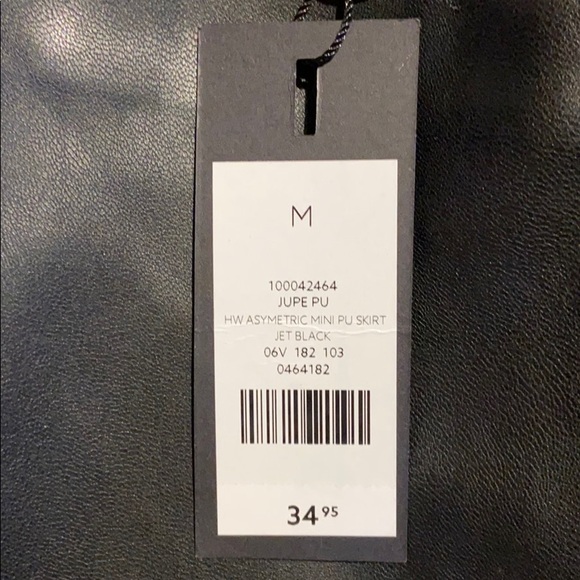 M
100042464
JUPE PU
HW ASYMETRIC MINI PU SKIRT
JET BLACK
06V 182 103
0464182
34 95